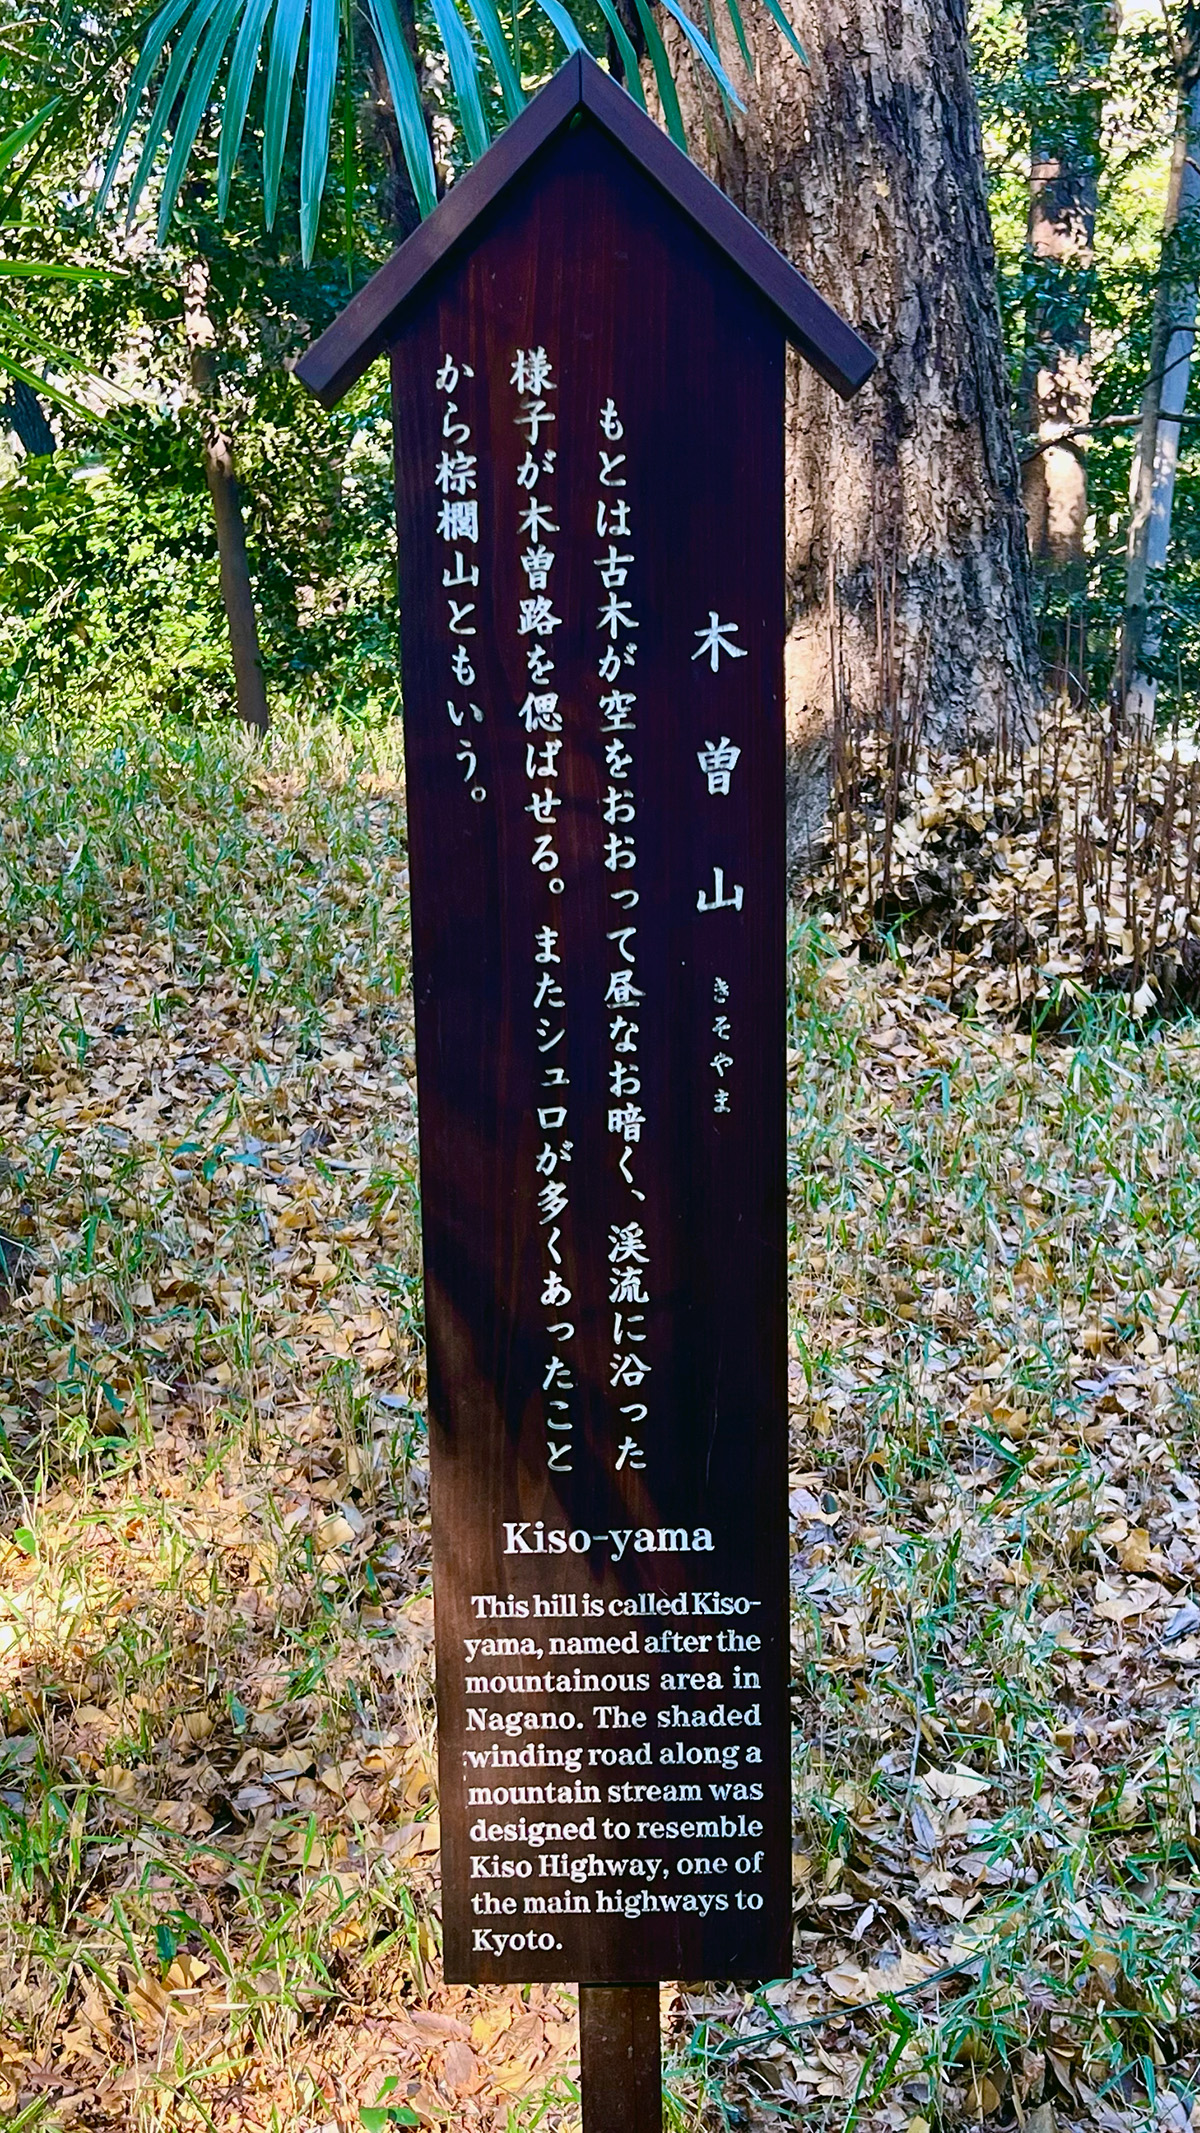 木曽山 きそやま
もとは古木が空をおおって昼なお暗く、渓流に沿った
様子が木曽路を偲ばせる。またシュロが多くあったこと
から棕櫚山ともいう。
Kiso-yama
This hill is called Kiso-
yama, named after the
mountainous area in
Nagano. The shaded
winding road along a
mountain stream was
designed to resemble
Kiso Highway, one of
the main highways to
Kyoto.